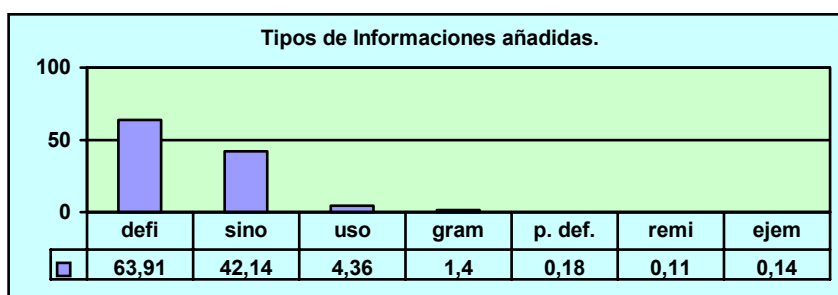 Tipos de Informaciones añadidas.
100
50
0
defi sino uso gram p. def. remi ejem
63,91 42,14 4,36 1,4 0,18 0,11 0,14